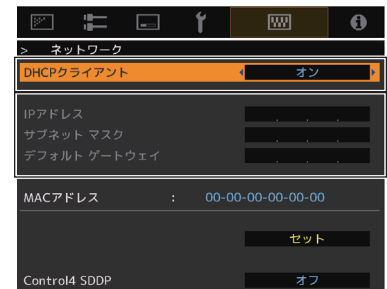 > ネットワーク
DHCPクライアント オン
IPアドレス . . .
サブネット マスク . . .
デフォルト ゲートウェイ . . .
MACアドレス : 00-00-00-00-00-00
セット
Control4 SDDP オフ